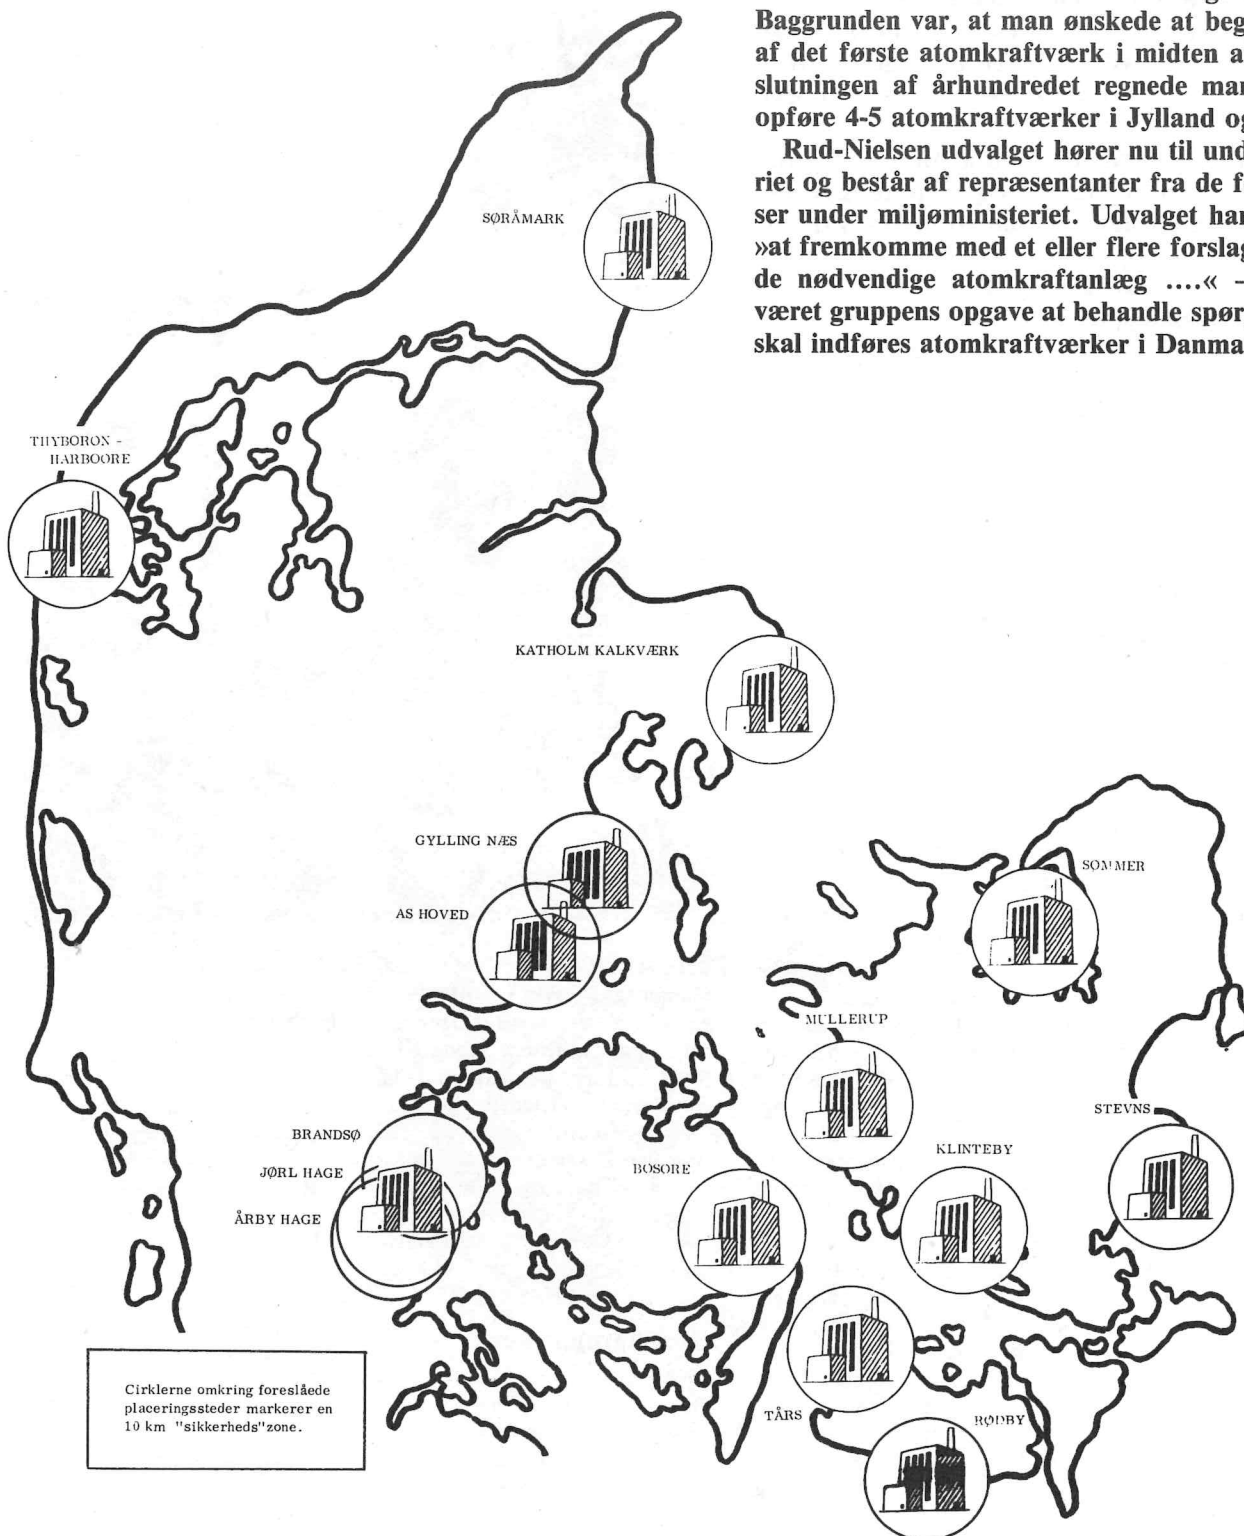 Baggrunden var, at man ønskede at beg
af det første atomkraftværk i midten a
slutningen af århundredet regnede mar
opføre 4-5 atomkraftværker i Jylland og
Rud-Nielsen udvalget hører nu til und
riet og består af repræsentanter fra de f
ser under miljøministeriet. Udvalget har
»at fremkomme med et eller flere forslag
de nødvendige atomkraftanlæg ....« –
været gruppens opgave at behandle spør
skal indføres atomkraftværker i Danma
SØRÅMARK
THYBORØN -
HARBOØRE
KATHOLM KALKVÆRK
GYLLING NÆS
SØMMER
AS HOVED
MULLERUP
STEVNS
BRANDSØ
KLINTEBY
JØRL HAGE
BOSORE
ÅRBY HAGE
TÅRS
RØDBY
Cirklerne omkring foreslåede
placeringssteder markerer en
10 km "sikkerheds"zone.